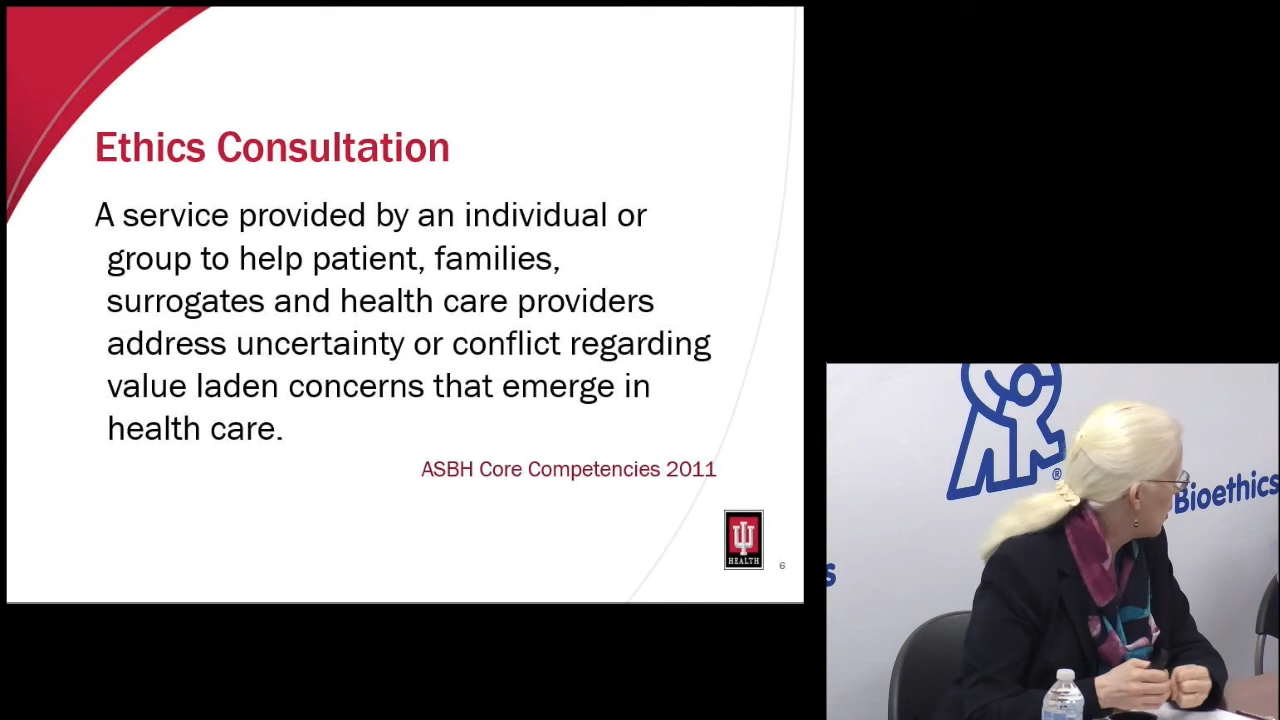 Ethics Consultation
A service provided by an individual or
group to help patient, families,
surrogates and health care providers
address uncertainty or conflict regarding
value laden concerns that emerge in
health care.
ASBH Core Competencies 2011
HEALTH
6
®
Bioethics
s